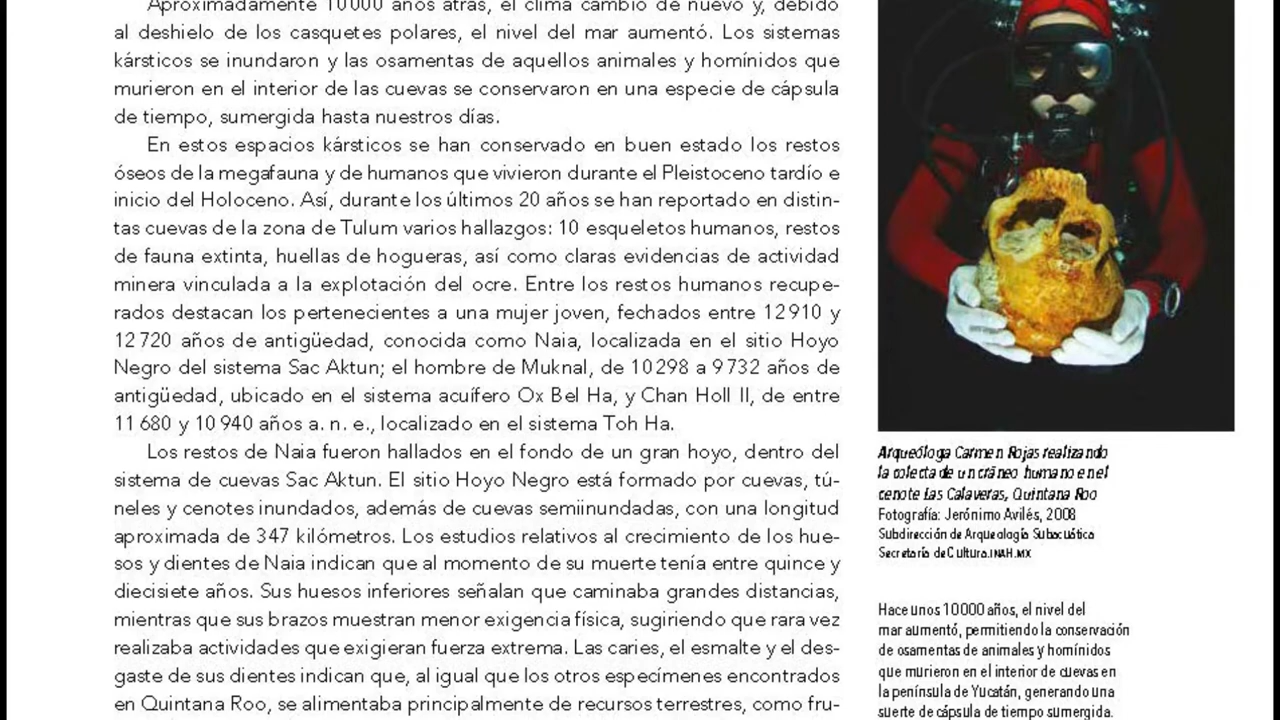 Aproximadamente 10 000 años atrás, el clima cambió de nuevo y, debido
al deshielo de los casquetes polares, el nivel del mar aumentó. Los sistemas
kársticos se inundaron y las osamentas de aquellos animales y homínidos que
murieron en el interior de las cuevas se conservaron en una especie de cápsula
de tiempo, sumergida hasta nuestros días.
En estos espacios kársticos se han conservado en buen estado los restos
óseos de la megafauna y de humanos que vivieron durante el Pleistoceno tardío e
inicio del Holoceno. Así, durante los últimos 20 años se han reportado en distin-
tas cuevas de la zona de Tulum varios hallazgos: 10 esqueletos humanos, restos
de fauna extinta, huellas de hogueras, así como claras evidencias de actividad
minera vinculada a la explotación del ocre. Entre los restos humanos recupe-
rados destacan los pertenecientes a una mujer joven, fechados entre 12 910 y
12 720 años de antigüedad, conocida como Naia, localizada en el sitio Hoyo
Negro del sistema Sac Aktun; el hombre de Muknal, de 10 298 a 9 732 años de
antigüedad, ubicado en el sistema acuífero Ox Bel Ha, y Chan Holl II, de entre
11 680 y 10 940 años a. n. e., localizado en el sistema Toh Ha.
Los restos de Naia fueron hallados en el fondo de un gran hoyo, dentro del
sistema de cuevas Sac Aktun. El sitio Hoyo Negro está formado por cuevas, tú-
neles y cenotes inundados, además de cuevas semiinundadas, con una longitud
aproximada de 347 kilómetros. Los estudios relativos al crecimiento de los hue-
sos y dientes de Naia indican que al momento de su muerte tenía entre quince y
diecisiete años. Sus huesos inferiores señalan que caminaba grandes distancias,
mientras que sus brazos muestran menor exigencia física, sugiriendo que rara vez
realizaba actividades que exigieran fuerza extrema. Las caries, el esmalte y el des-
gaste de sus dientes indican que, al igual que los otros especímenes encontrados
en Quintana Roo, se alimentaba principalmente de recursos terrestres, como fru-
Arqueóloga Carmen Rojas realizando
la colecta de un cráneo humano en el
cenote Las Calaveras, Quintana Roo
Fotografía: Jerónimo Avilés, 2008
Subdirección de Arqueología Subacuática
Secretaría de Cultura.INAH.MX
Hace unos 10 000 años, el nivel del
mar aumentó, permitiendo la conservación
de osamentas de animales y homínidos
que murieron en el interior de cuevas en
la península de Yucatán, generando una
suerte de cápsula de tiempo sumergida.